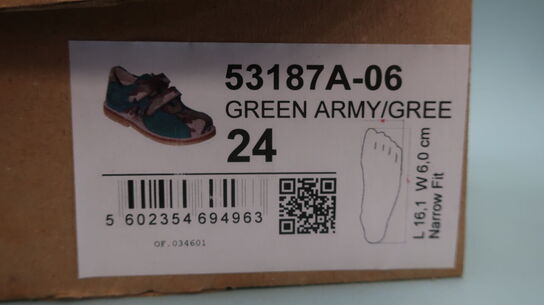 53187A-06
GREEN ARMY/GREE
24
5 602354 694963
OF.034601
L 16,1 W 6,0 cm
Narrow Fit